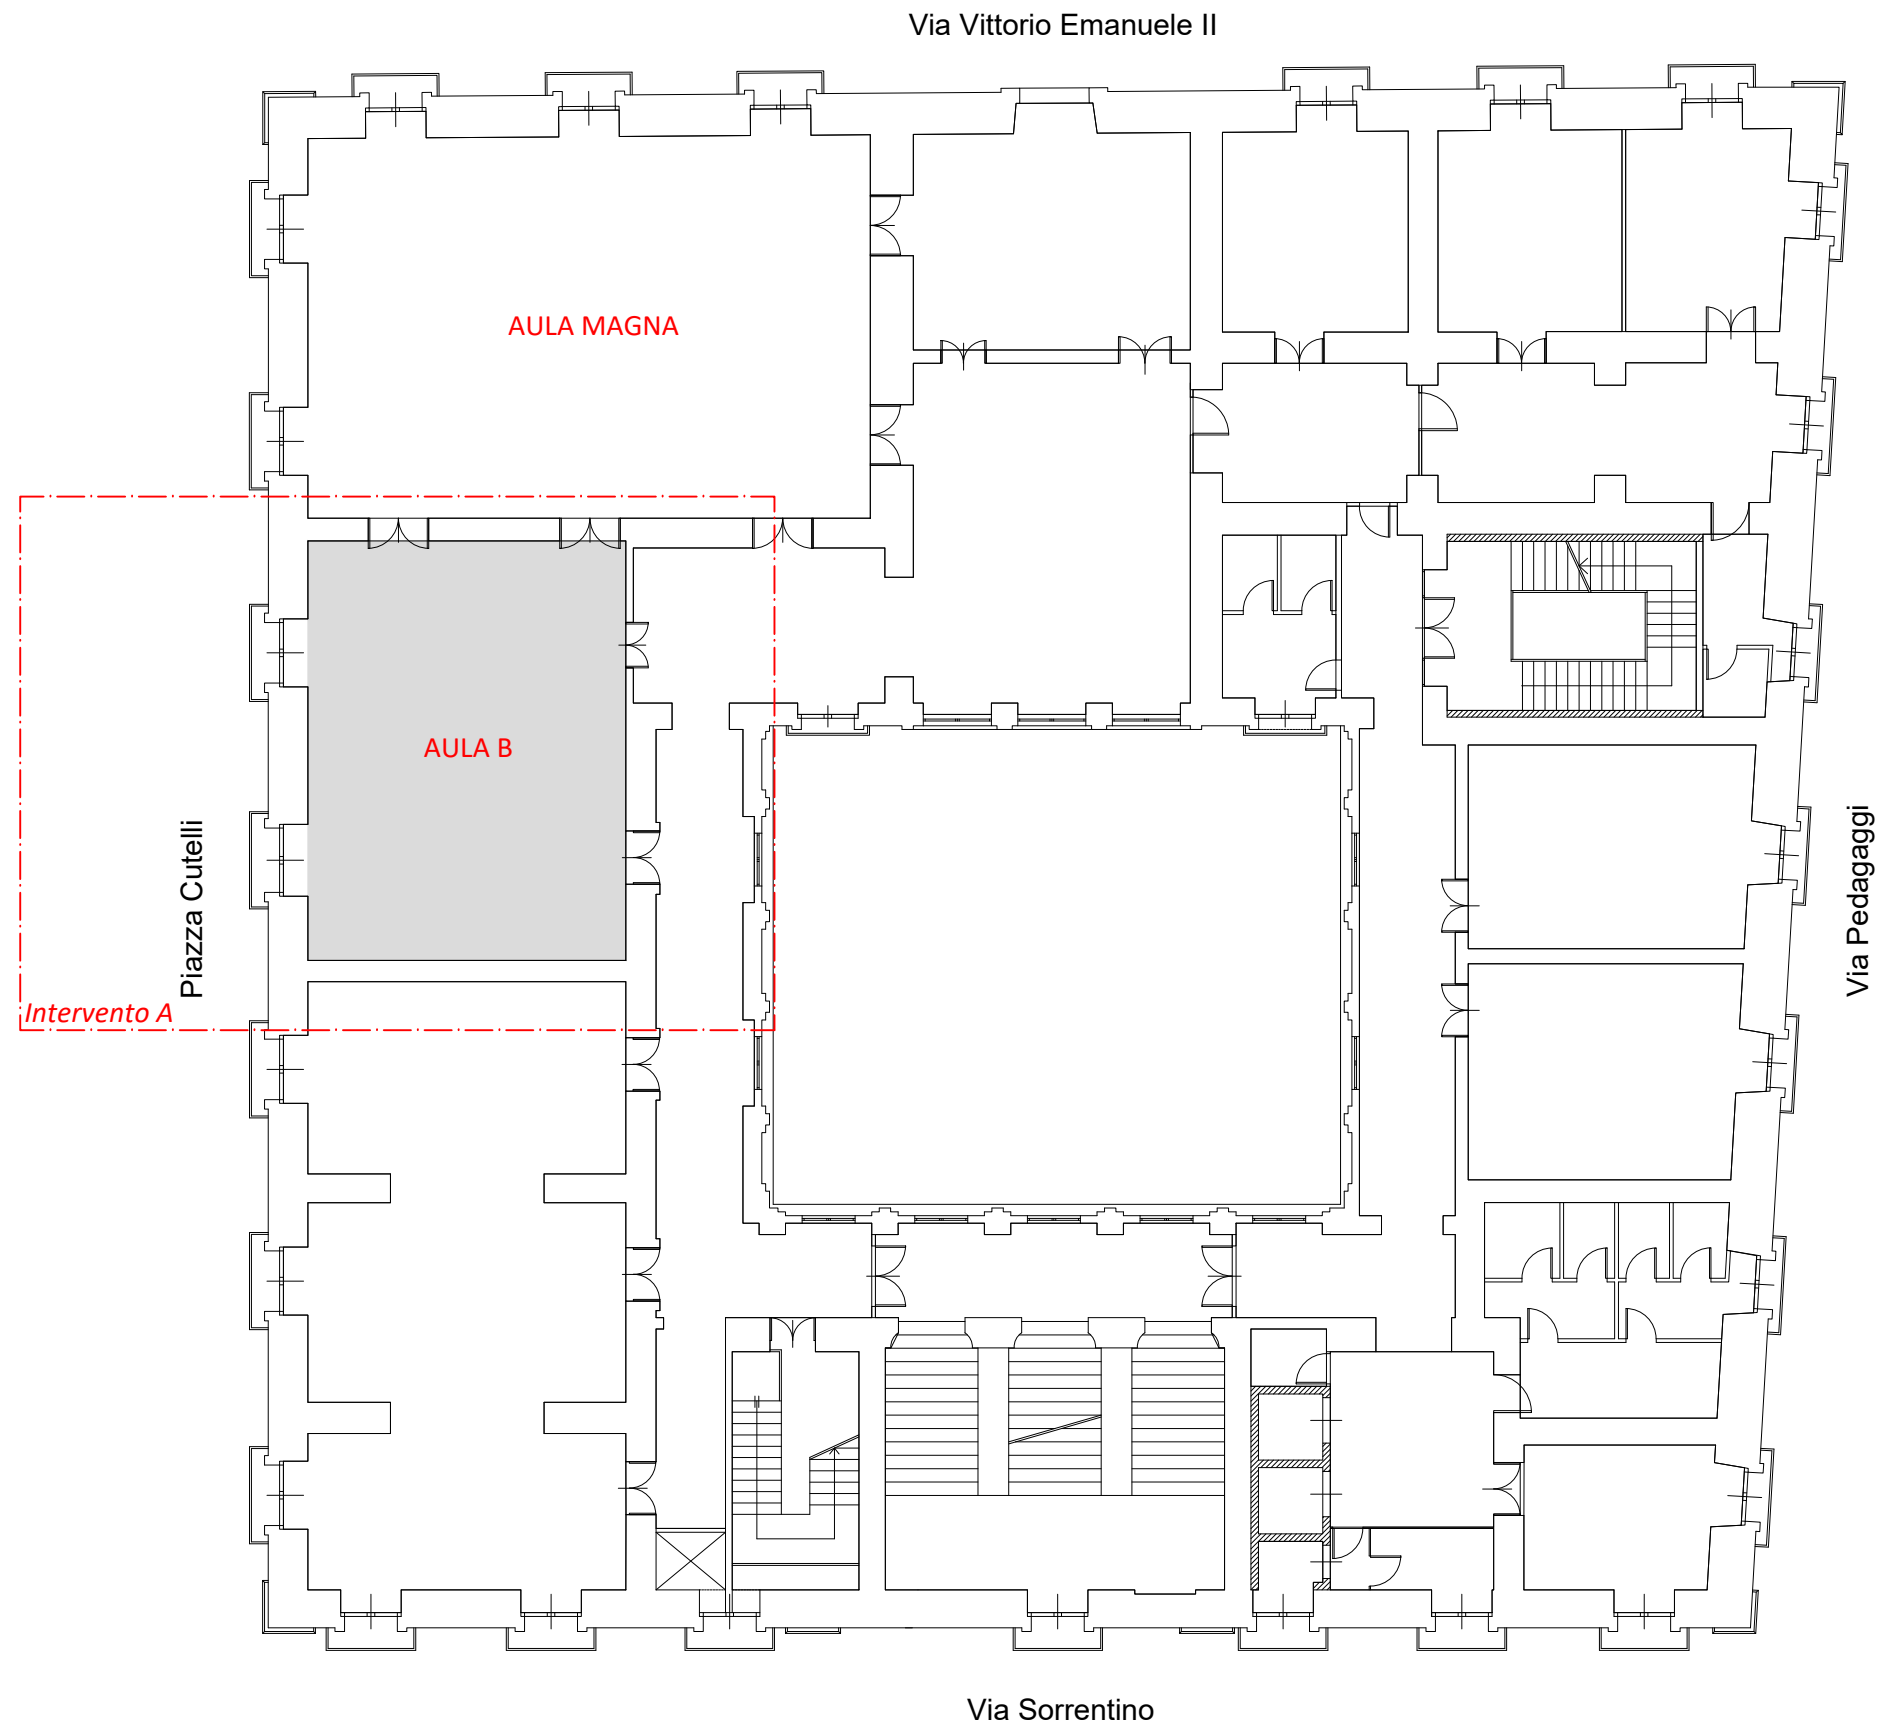 Via Vittorio Emanuele II
AULA MAGNA
AULA B
Piazza Cutelli
Via Pedagaggi
Intervento A
Via Sorrentino